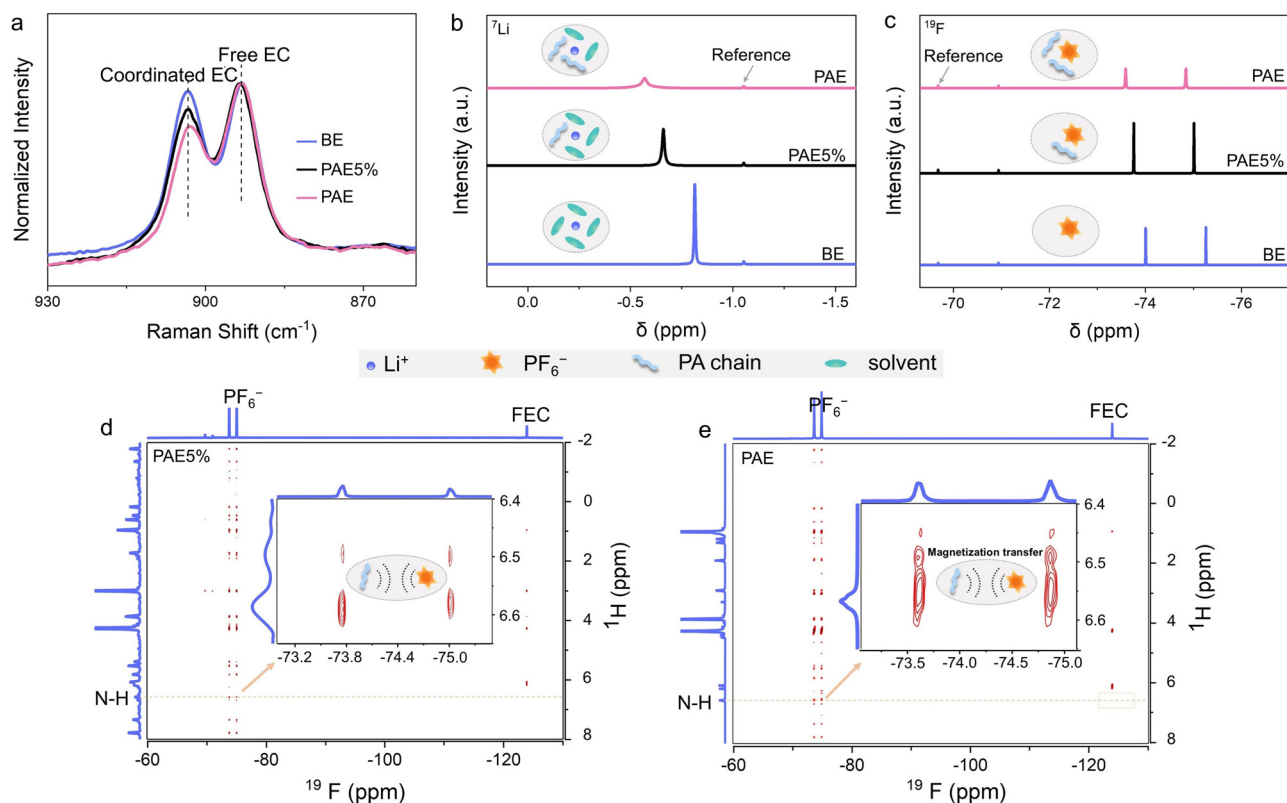 a
Normalized Intensity
Coordinated EC
Free EC
BE
PAE5%
PAE
930
900
870
Raman Shift (cm⁻¹)
b
⁷Li
Intensity (a.u.)
Reference
PAE
PAE5%
BE
0.0
-0.5
-1.0
-1.5
δ (ppm)
c
¹⁹F
Intensity (a.u.)
Reference
PAE
PAE5%
BE
-70
-72
-74
-76
δ (ppm)
Li⁺
PF₆⁻
PA chain
solvent
d
PF₆⁻
FEC
PAE5%
6.4
6.5
6.6
-73.2
-73.8
-74.4
-75.0
N-H
-2
0
2
4
6
8
¹H (ppm)
-60
-80
-100
-120
¹⁹ F (ppm)
e
PF₆⁻
FEC
PAE
Magnetization transfer
6.4
6.5
6.6
-73.5
-74.0
-74.5
-75.0
N-H
-2
0
2
4
6
8
¹H (ppm)
-60
-80
-100
-120
¹⁹ F (ppm)